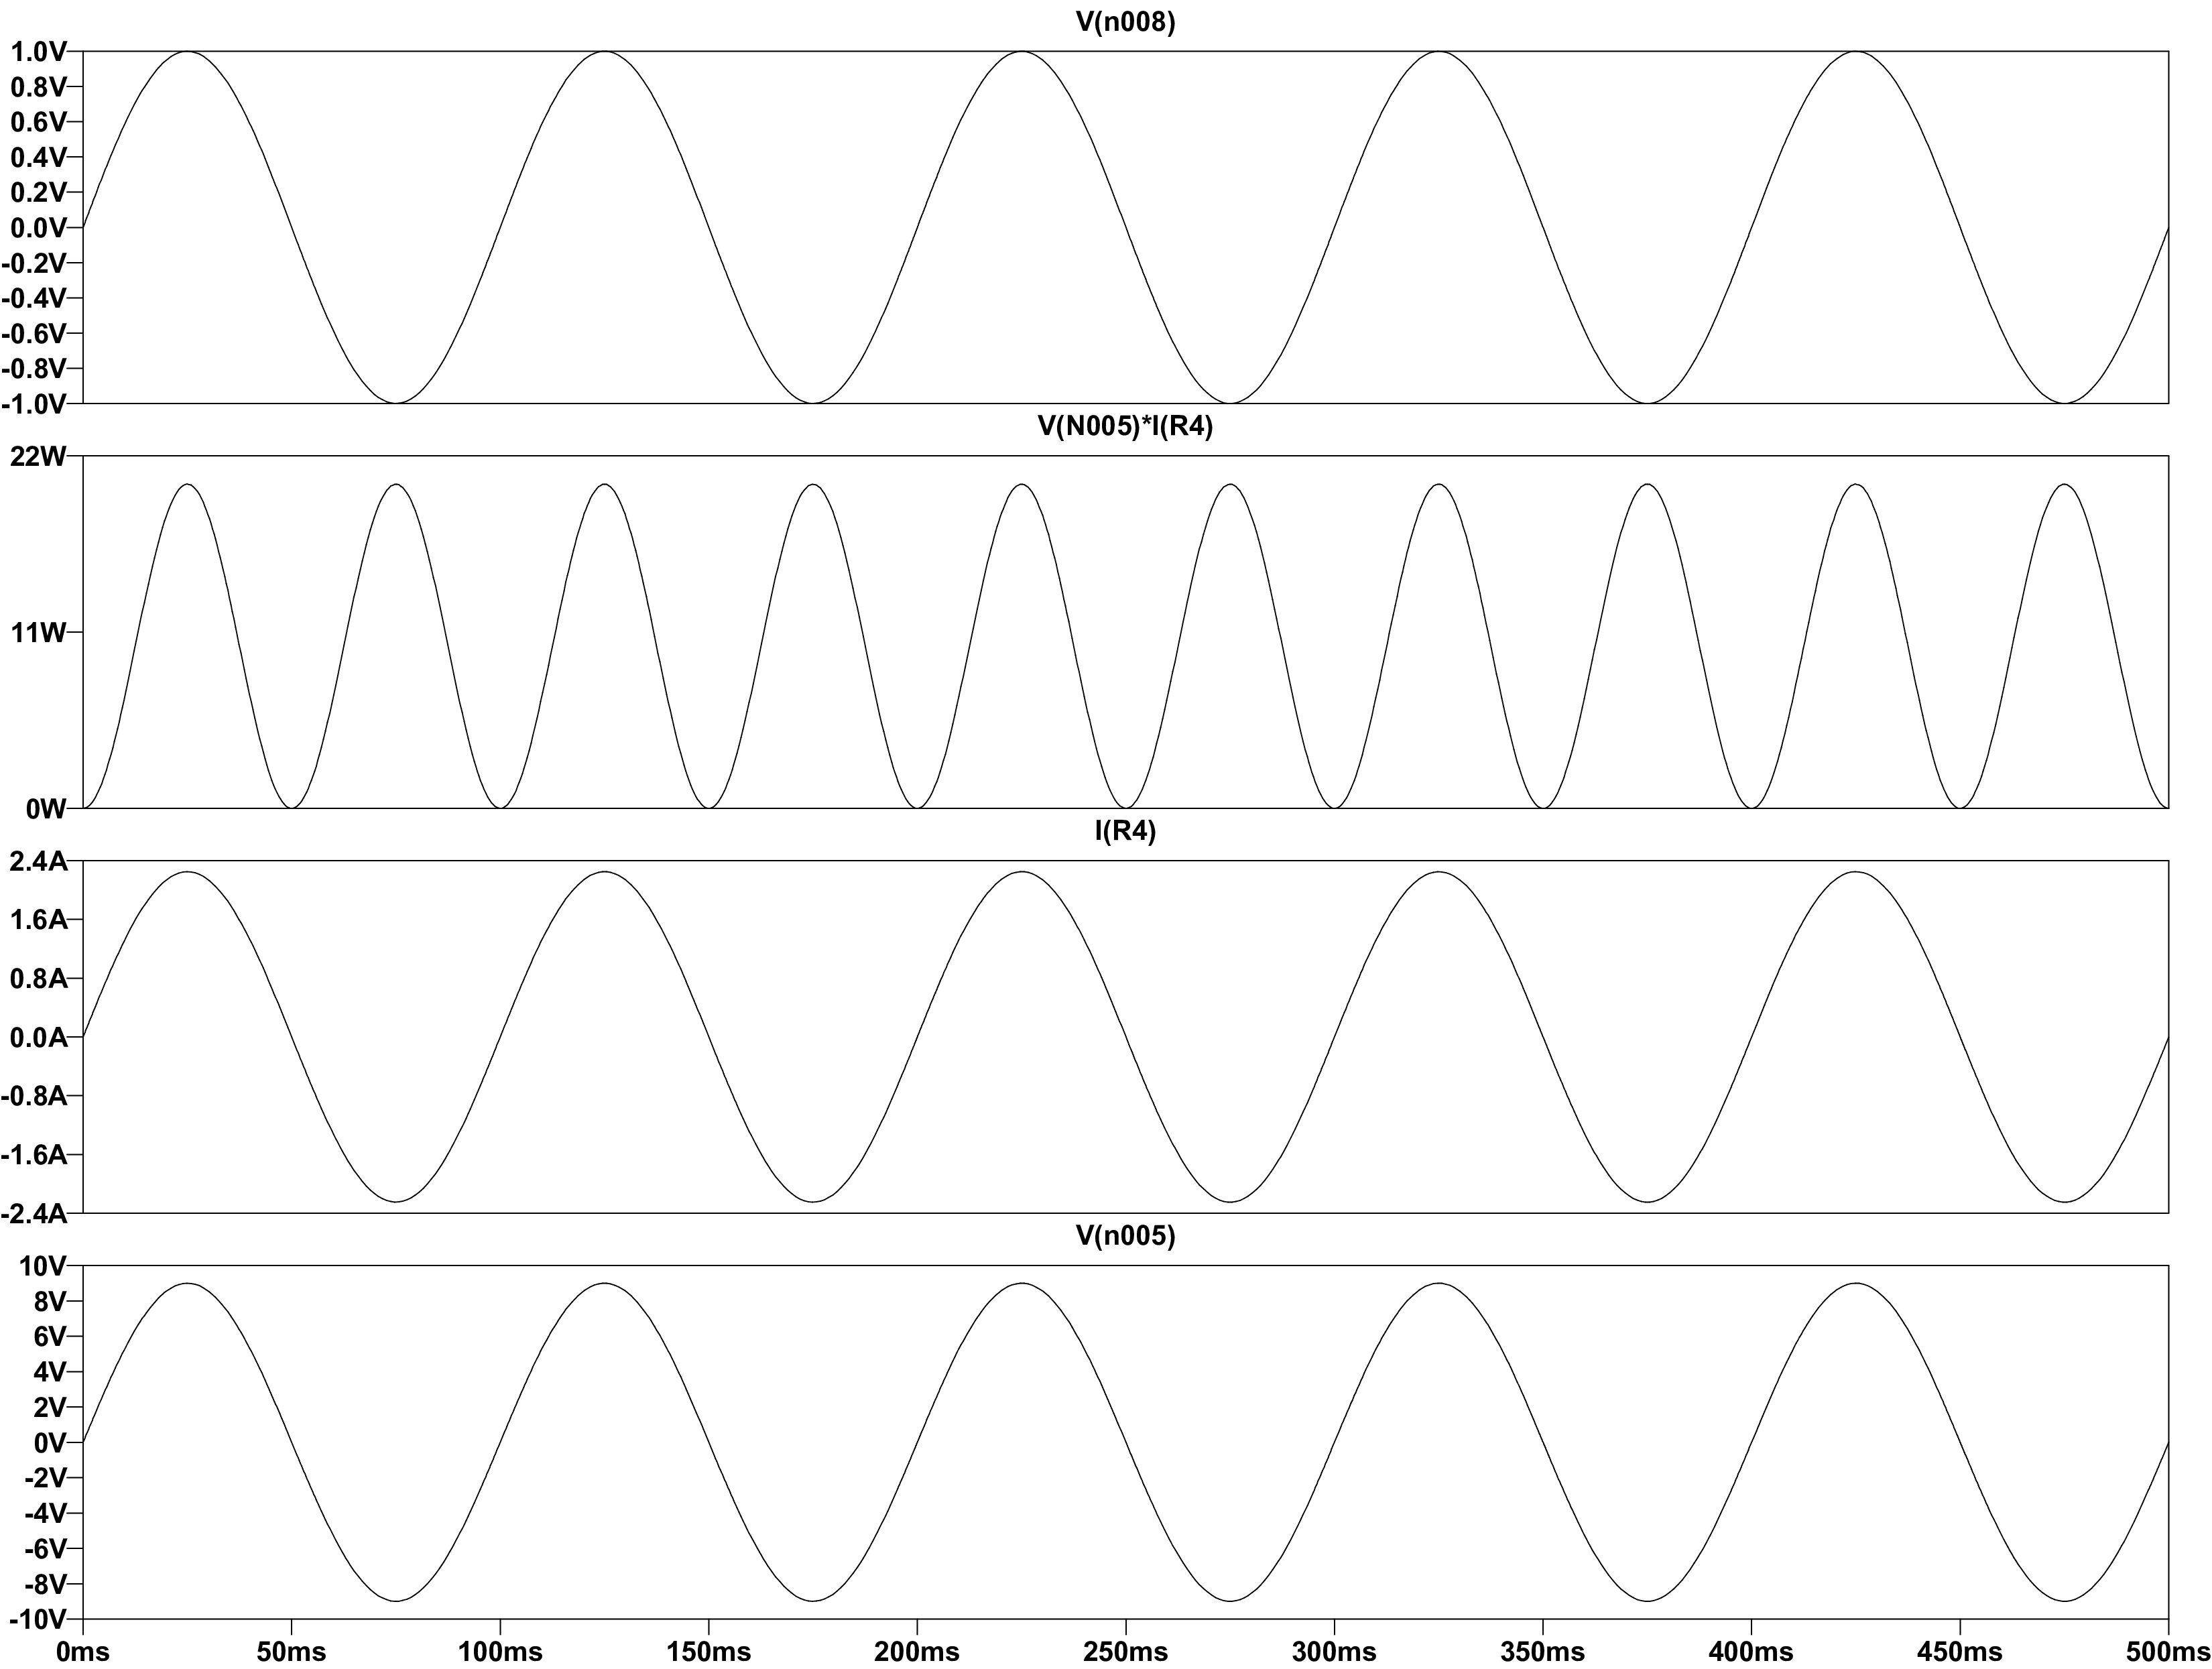 V(n008)
1.0V
0.8V
0.6V
0.4V
0.2V
0.0V
-0.2V
-0.4V
-0.6V
-0.8V
-1.0V
V(N005)*I(R4)
22W
11W
0W
I(R4)
2.4A
1.6A
0.8A
0.0A
-0.8A
-1.6A
-2.4A
V(n005)
10V
8V
6V
4V
2V
0V
-2V
-4V
-6V
-8V
-10V
0ms 50ms 100ms 150ms 200ms 250ms 300ms 350ms 400ms 450ms 500ms